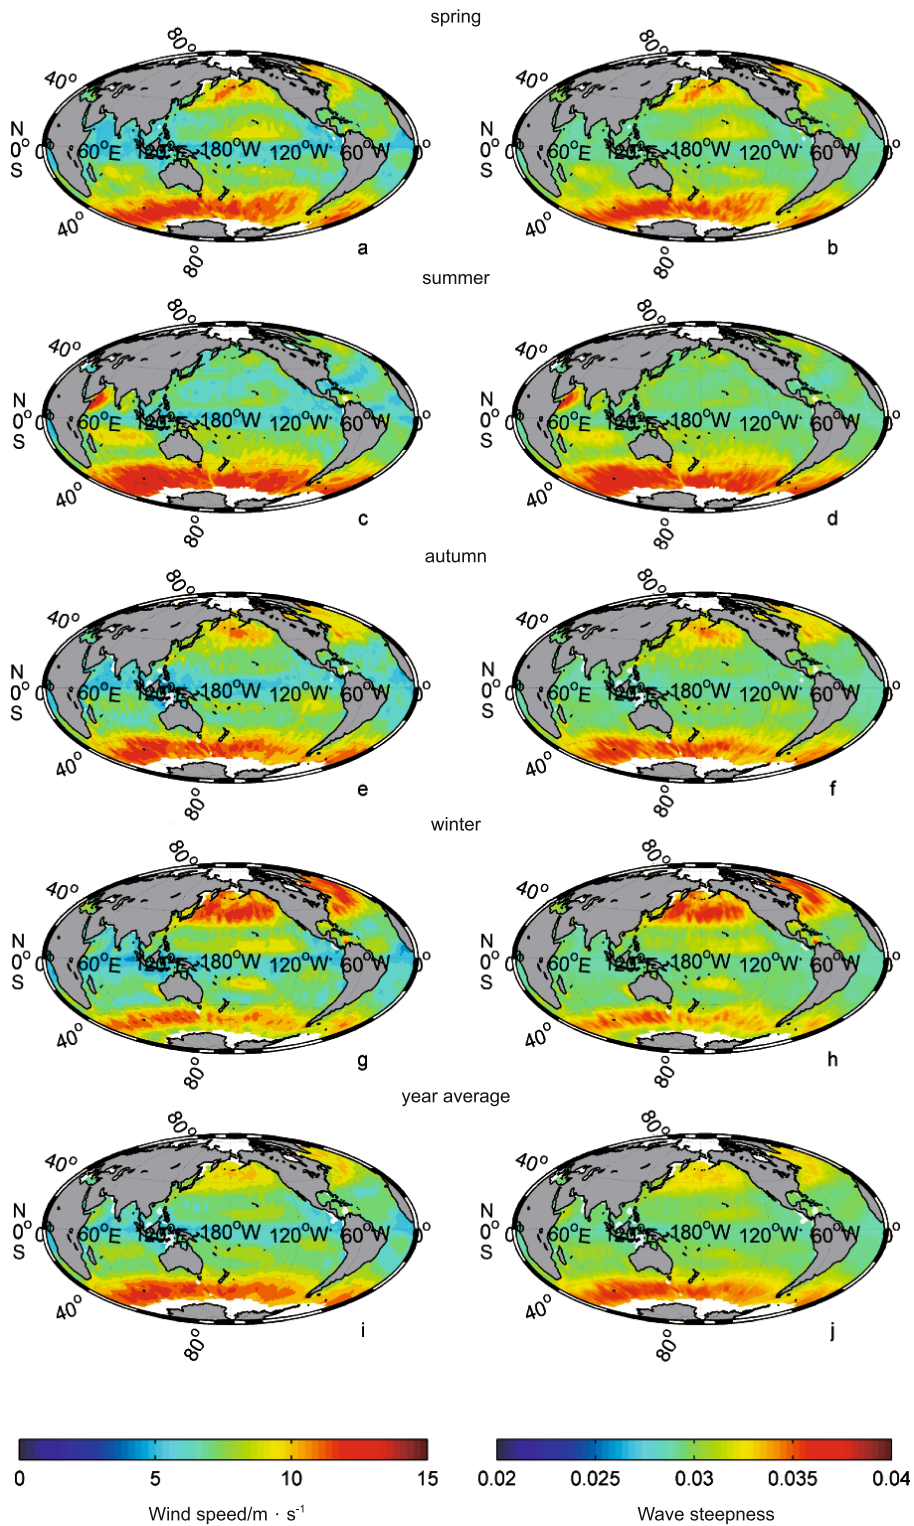 spring
80° 80°
40° 40°
N N
0° 0 60°E 120°E 180°W 120°W 60°W 0° 0° 0 60°E 120°E 180°W 120°W 60°W 0°
S S
40° 40°
80° a 80° b
summer
80° 80°
40° 40°
N N
0° 0 60°E 120°E 180°W 120°W 60°W 0° 0° 0 60°E 120°E 180°W 120°W 60°W 0°
S S
40° 40°
80° c 80° d
autumn
80° 80°
40° 40°
N N
0° 0 60°E 120°E 180°W 120°W 60°W 0° 0° 0 60°E 120°E 180°W 120°W 60°W 0°
S S
40° 40°
80° e 80° f
winter
80° 80°
40° 40°
N N
0° 0 60°E 120°E 180°W 120°W 60°W 0° 0° 0 60°E 120°E 180°W 120°W 60°W 0°
S S
40° 40°
80° g 80° h
year average
80° 80°
40° 40°
N N
0° 0 60°E 120°E 180°W 120°W 60°W 0° 0° 0 60°E 120°E 180°W 120°W 60°W 0°
S S
40° 40°
80° i 80° j
0 5 10 15 0.02 0.025 0.03 0.035 0.04
Wind speed/m · s⁻¹ Wave steepness